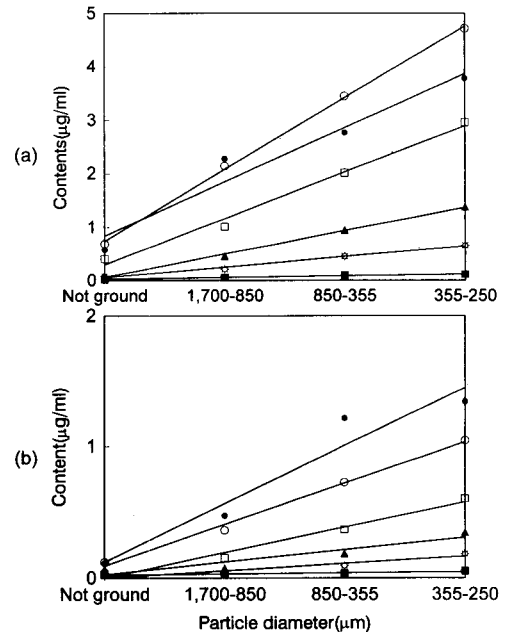 (a)
Contents(μg/ml)
5
4
3
2
1
0
Not ground 1,700-850 850-355 355-250
(b)
Content(μg/ml)
2
1
0
Not ground 1,700-850 850-355 355-250
Particle diameter(μm)